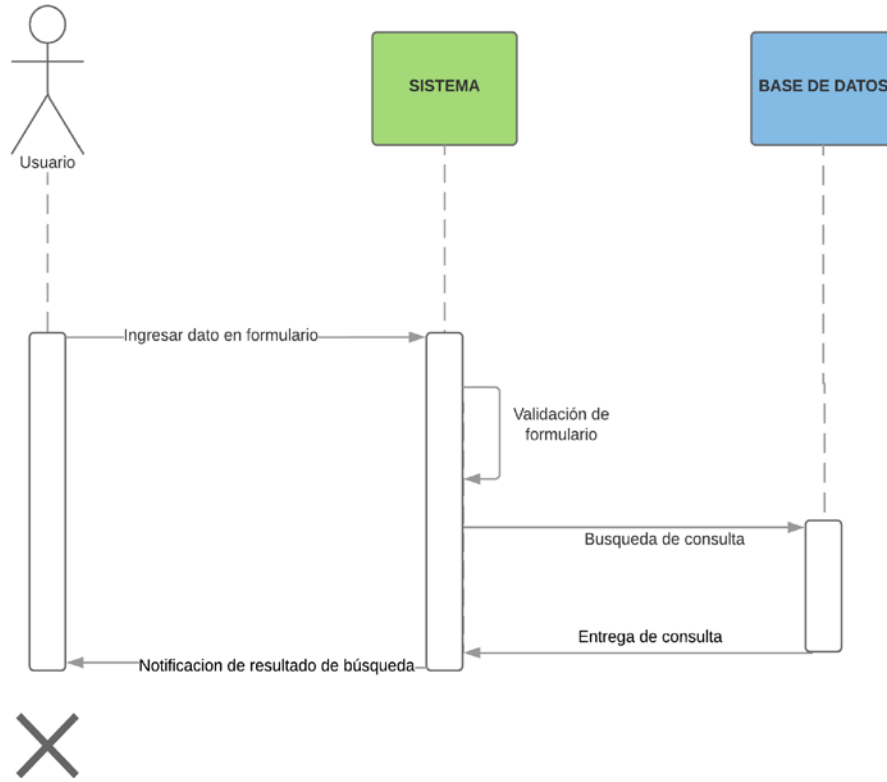 SISTEMA
BASE DE DATOS
Usuario
Ingresar dato en formulario
Validación de
formulario
Busqueda de consulta
Entrega de consulta
Notificacion de resultado de búsqueda